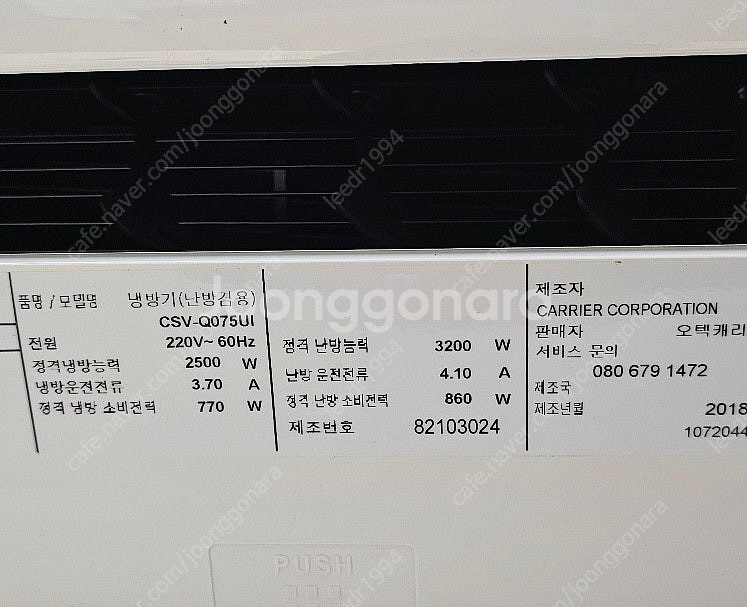 품명 / 모델명 냉방기(난방겸용)
CSV-Q075UI
전원 220V~ 60Hz
정격냉방능력 2500 W
냉방운전전류 3.70 A
정격 냉방 소비전력 770 W
정격 난방능력 3200 W
난방 운전전류 4.10 A
정격 난방 소비전력 860 W
제조번호 82103024
제조자
CARRIER CORPORATION
판매자 오텍캐리
서비스 문의
080 679 1472
제조국
제조년월 2018
1072044
PUSH
Joonggonara
cafe.naver.com/joonggonara
leedr1994